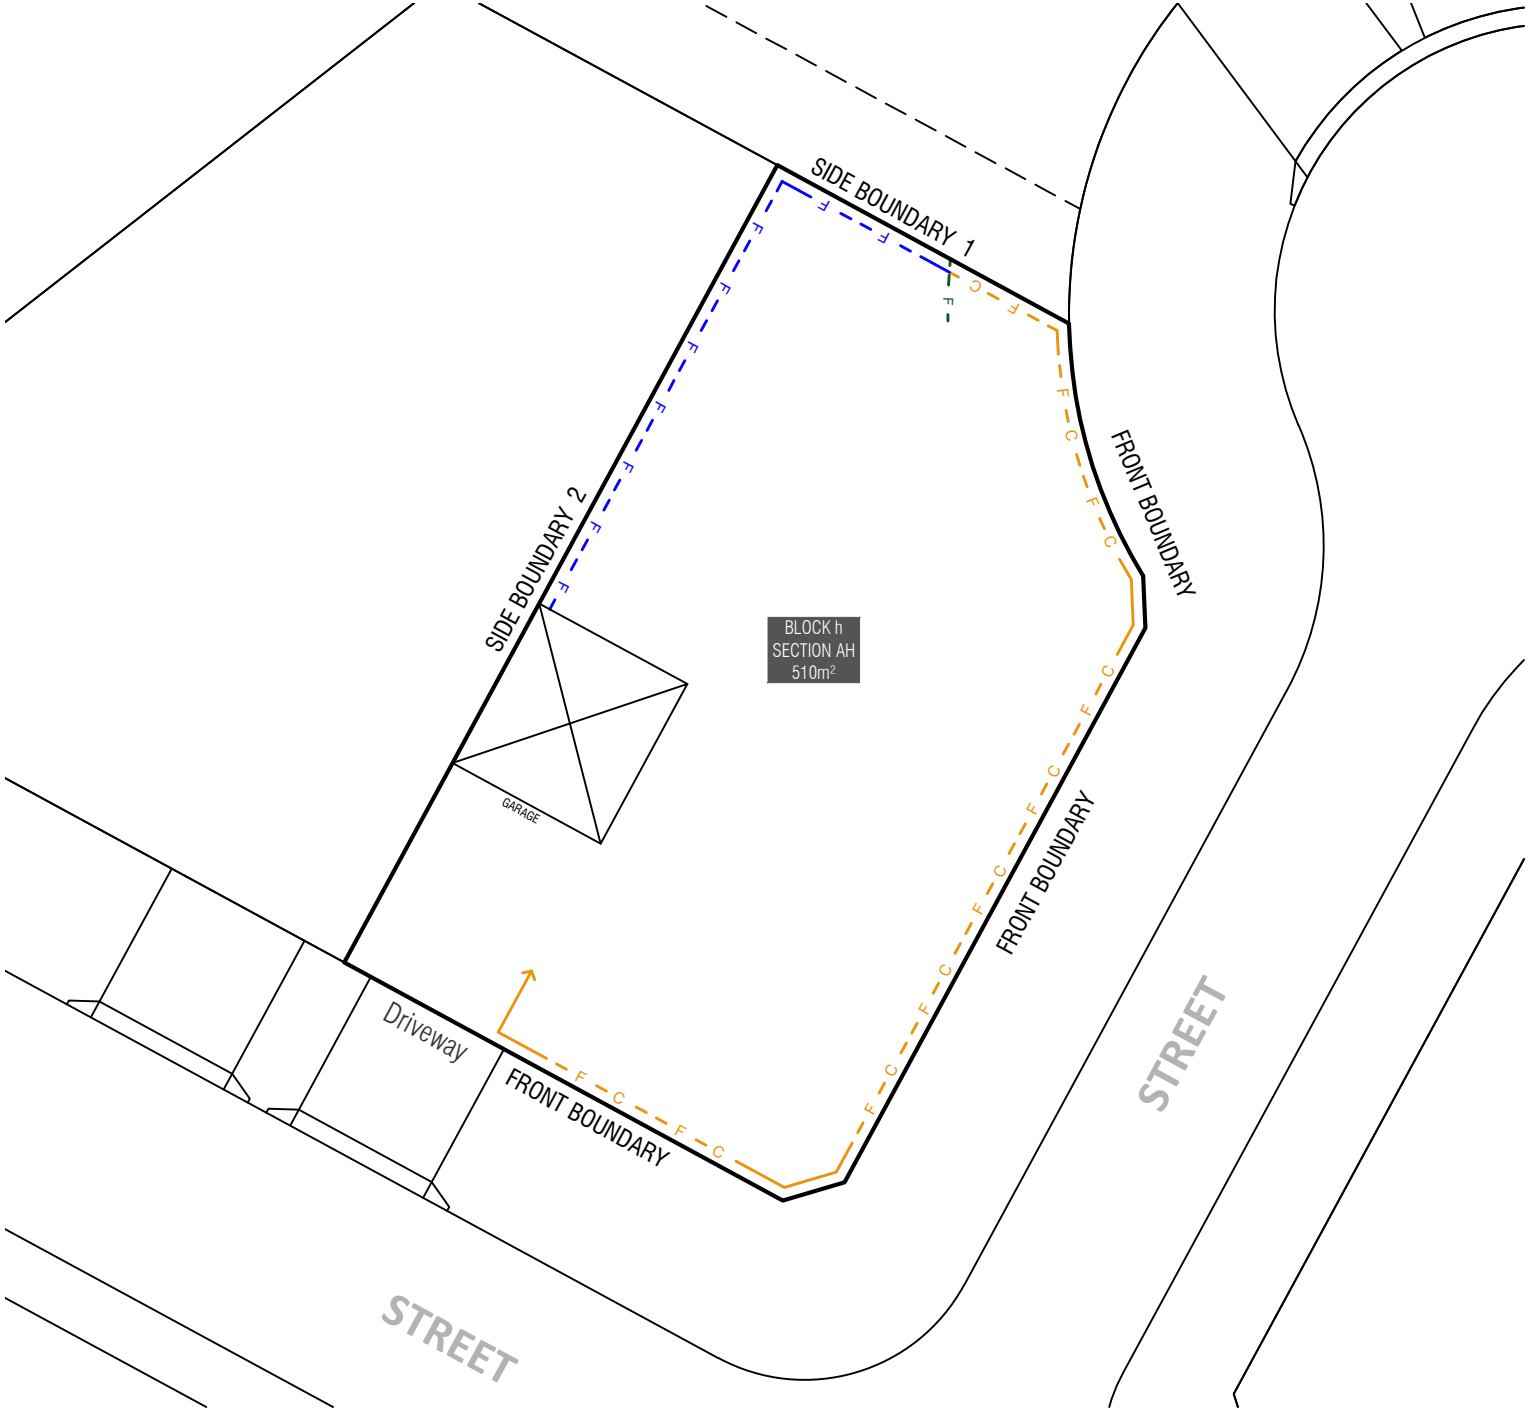 SIDE BOUNDARY 1
F F C F
F F F F F F F
F
F C F C
FRONT BOUNDARY
SIDE BOUNDARY 2
BLOCK h
SECTION AH
510m²
C F C F C F C F C F
GARAGE
FRONT BOUNDARY
Driveway
F C F C
FRONT BOUNDARY
STREET
STREET